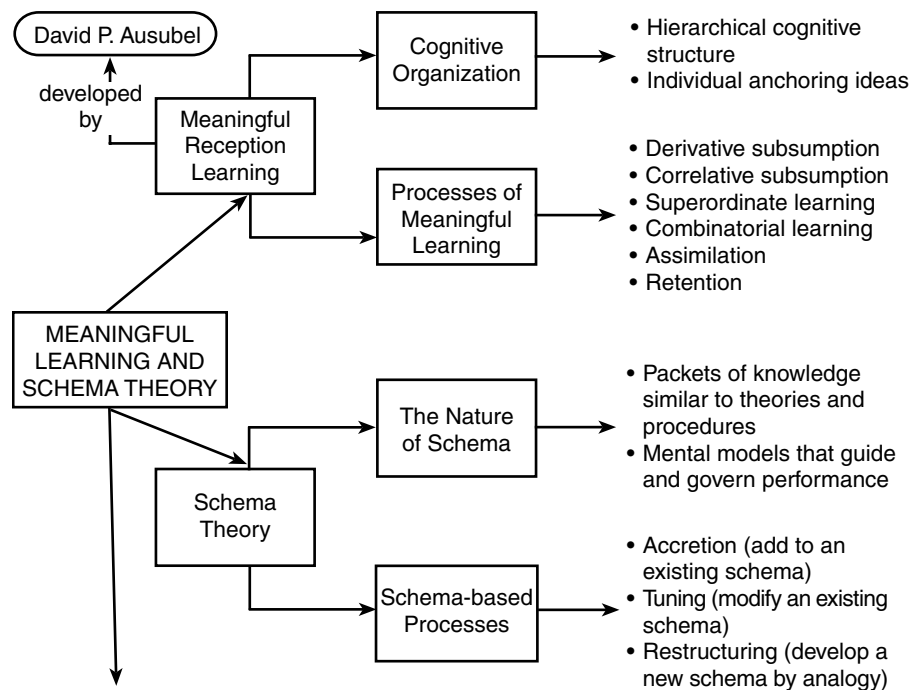 David P. Ausubel
developed
by
Meaningful
Reception
Learning
Cognitive
Organization
• Hierarchical cognitive
structure
• Individual anchoring ideas
Processes of
Meaningful
Learning
• Derivative subsumption
• Correlative subsumption
• Superordinate learning
• Combinatorial learning
• Assimilation
• Retention
MEANINGFUL
LEARNING AND
SCHEMA THEORY
The Nature
of Schema
• Packets of knowledge
similar to theories and
procedures
• Mental models that guide
and govern performance
Schema
Theory
Schema-based
Processes
• Accretion (add to an
existing schema)
• Tuning (modify an existing
schema)
• Restructuring (develop a
new schema by analogy)